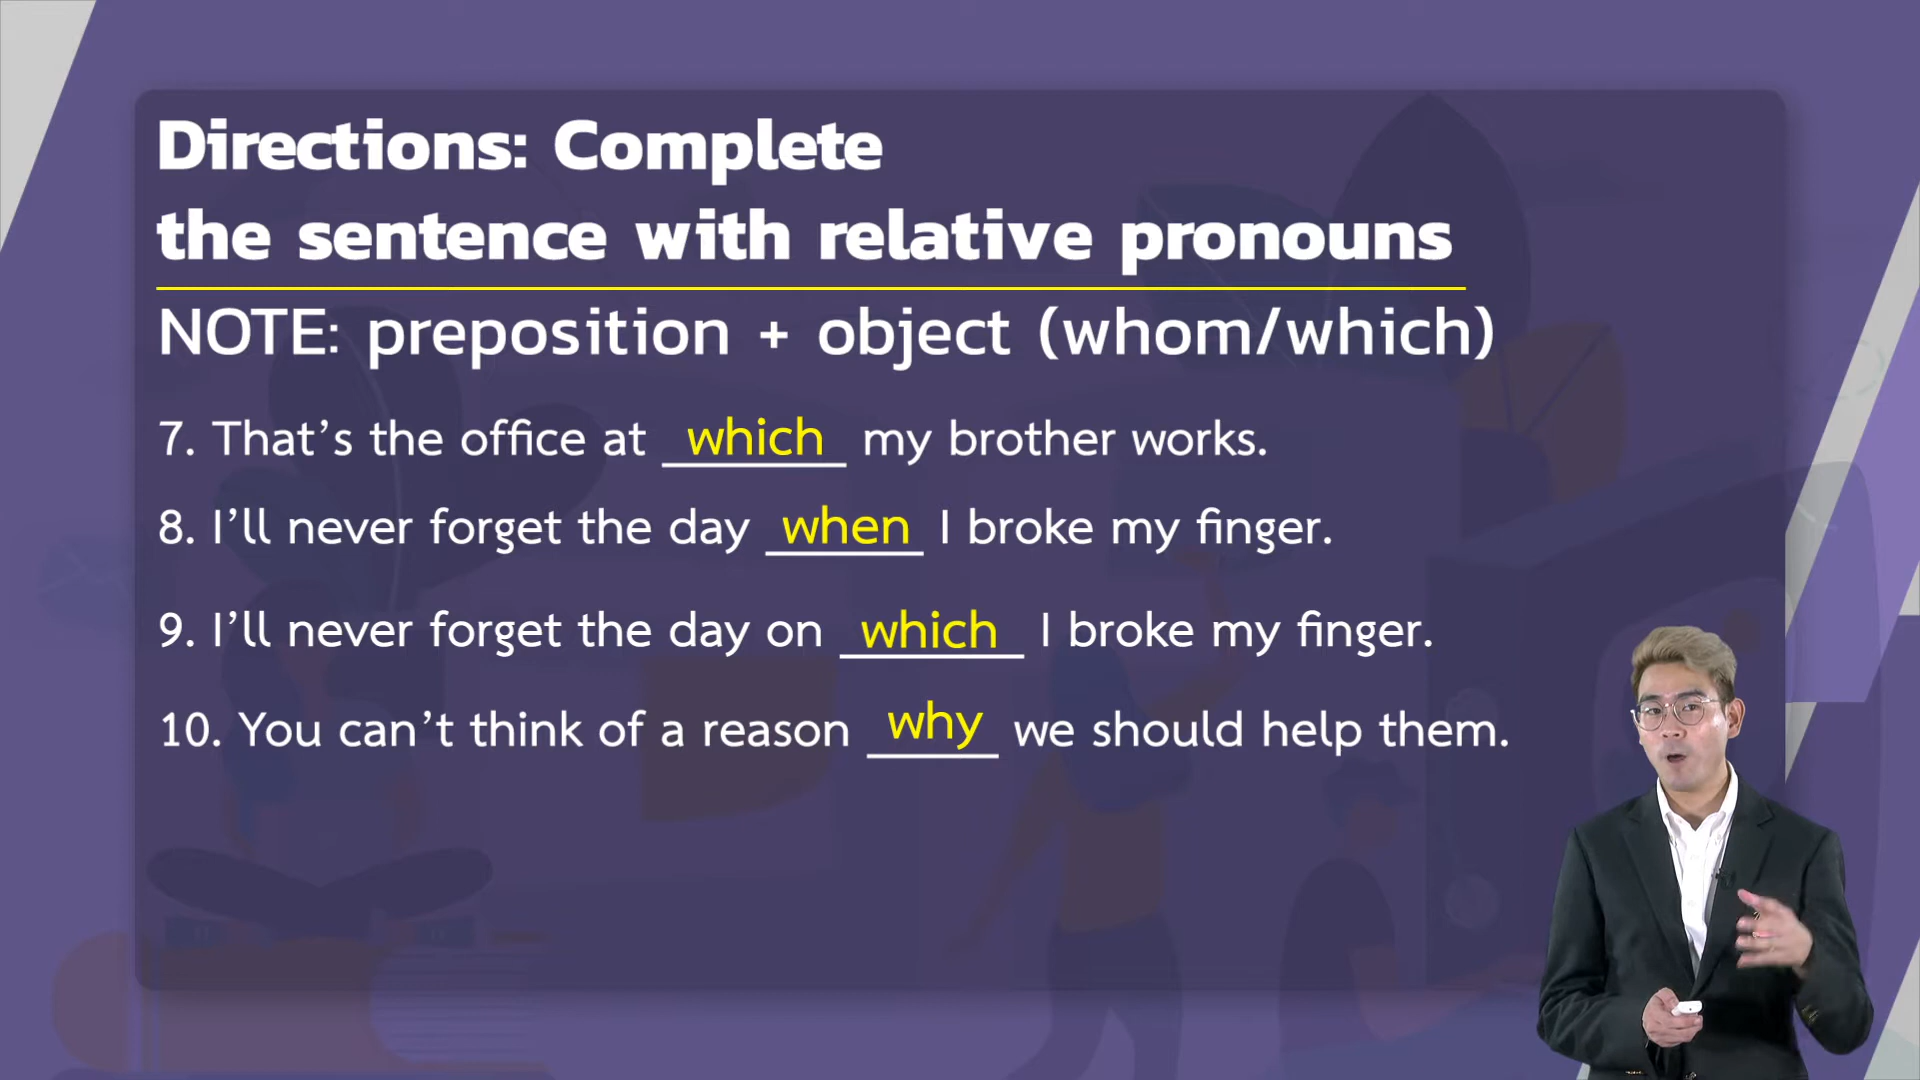 Directions: Complete
the sentence with relative pronouns
NOTE: preposition + object (whom/which)
7. That’s the office at which my brother works.
8. I’ll never forget the day when I broke my finger.
9. I’ll never forget the day on which I broke my finger.
10. You can’t think of a reason why we should help them.